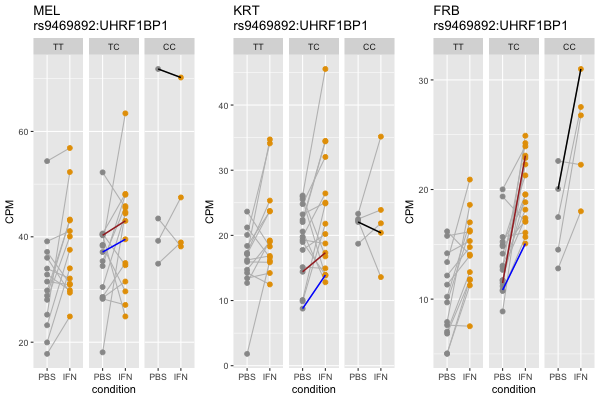 MEL
rs9469892:UHRF1BP1
TT TC CC
CPM
60
40
20
PBS IFN PBS IFN PBS IFN
condition
KRT
rs9469892:UHRF1BP1
TT TC CC
CPM
40
30
20
10
0
PBS IFN PBS IFN PBS IFN
condition
FRB
rs9469892:UHRF1BP1
TT TC CC
CPM
30
20
10
PBS IFN PBS IFN PBS IFN
condition